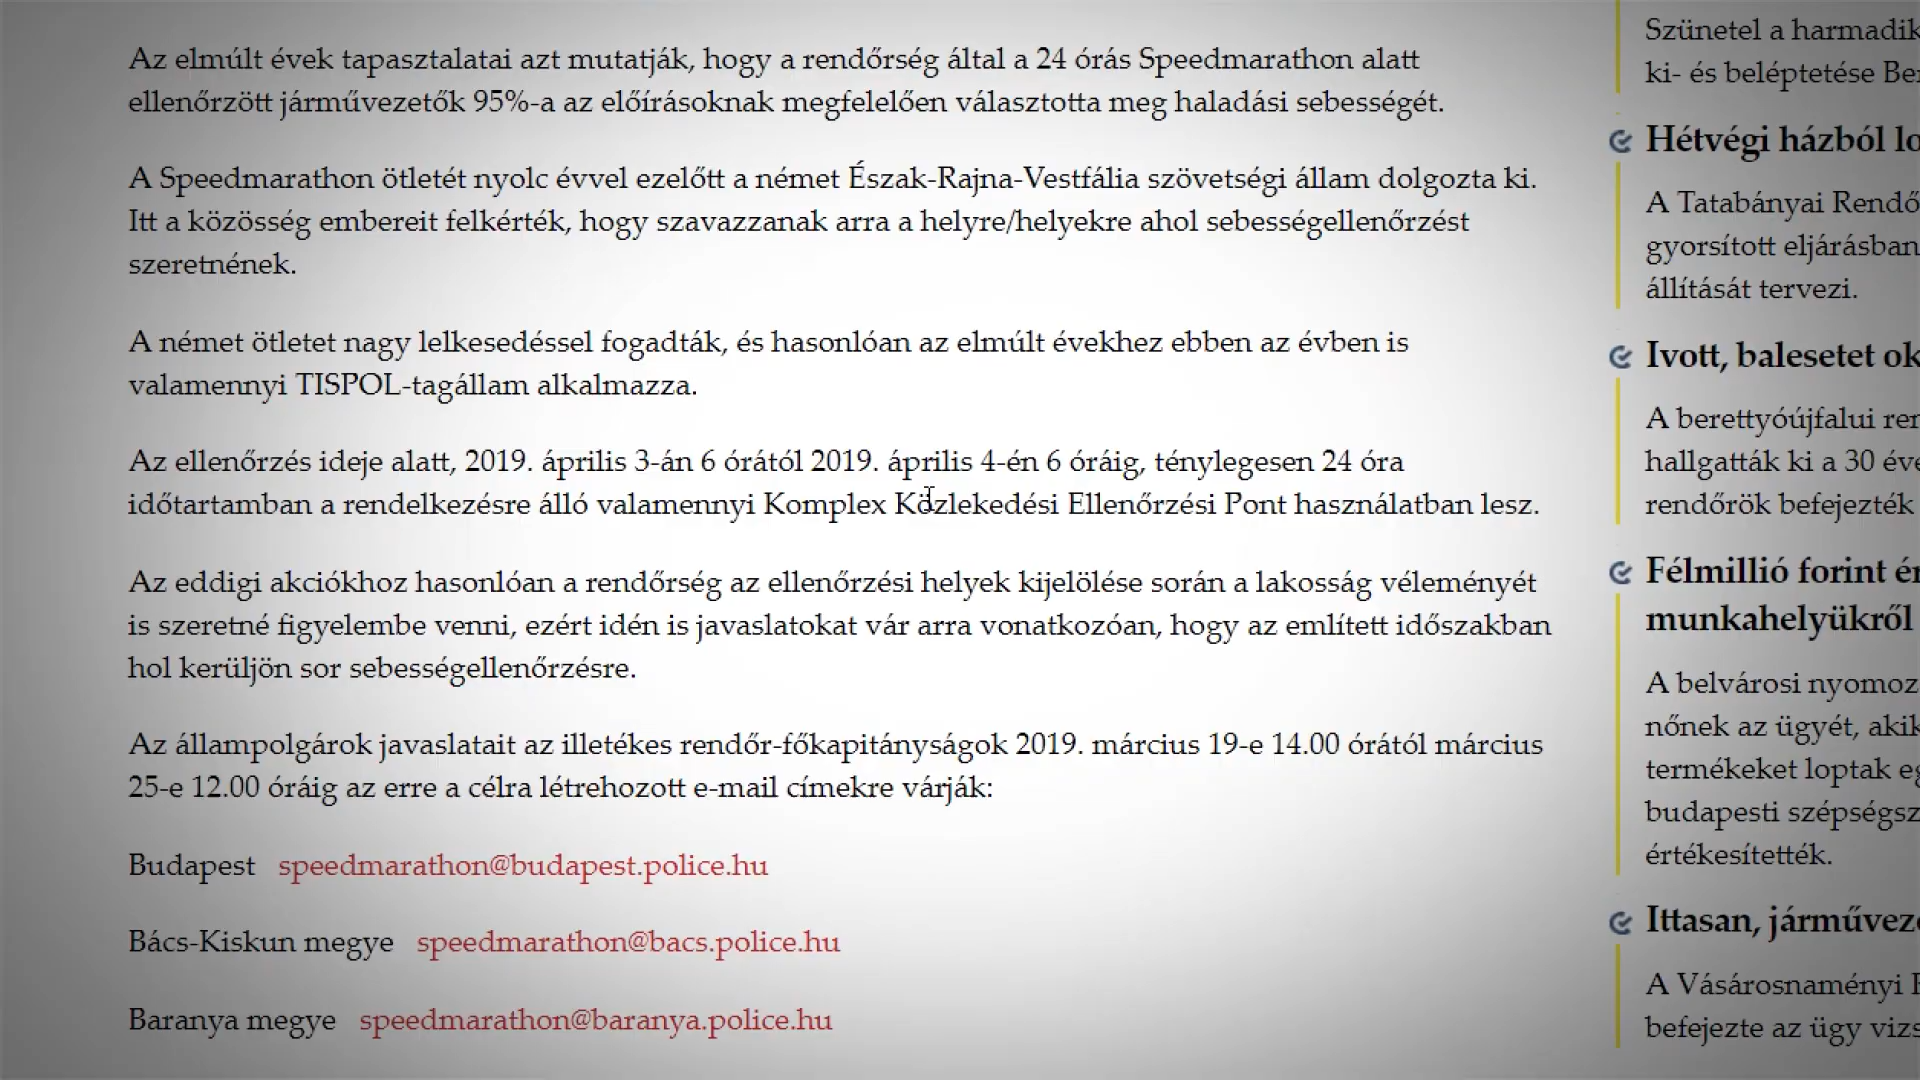 Az elmúlt évek tapasztalatai azt mutatják, hogy a rendőrség által a 24 órás Speedmarathon alatt
ellenőrzött járművezetők 95%-a az előírásoknak megfelelően választotta meg haladási sebességét.
A Speedmarathon ötletét nyolc évvel ezelőtt a német Észak-Rajna-Vestfália szövetségi állam dolgozta ki.
Itt a közösség embereit felkérték, hogy szavazzanak arra a helyre/helyekre ahol sebességellenőrzést
szeretnének.
A német ötletet nagy lelkesedéssel fogadták, és hasonlóan az elmúlt évekhez ebben az évben is
valamennyi TISPOL-tagállam alkalmazza.
Az ellenőrzés ideje alatt, 2019. április 3-án 6 órától 2019. április 4-én 6 óráig, ténylegesen 24 óra
időtartamban a rendelkezésre álló valamennyi Komplex Közlekedési Ellenőrzési Pont használatban lesz.
Az eddigi akciókhoz hasonlóan a rendőrség az ellenőrzési helyek kijelölése során a lakosság véleményét
is szeretné figyelembe venni, ezért idén is javaslatokat vár arra vonatkozóan, hogy az említett időszakban
hol kerüljön sor sebességellenőrzésre.
Az állampolgárok javaslatait az illetékes rendőr-főkapitányságok 2019. március 19-e 14.00 órától március
25-e 12.00 óráig az erre a célra létrehozott e-mail címekre várják:
Budapest speedmarathon@budapest.police.hu
Bács-Kiskun megye speedmarathon@bacs.police.hu
Baranya megye speedmarathon@baranya.police.hu
Szünetel a harmadik
ki- és beléptetése
Hétvégi házból
A Tatabányai
gyorsított eljárásban
állítását tervezi.
Ivott, balesetet
A berettyóújfalui
hallgatták ki a 30
rendőrök befejezték
Félmillió forint
munkahelyükről
A belvárosi
nőnek az ügyét,
termékeket loptak
budapesti
értékesítették.
Ittasan,
A Vásárosnaményi
befejezte az ügy